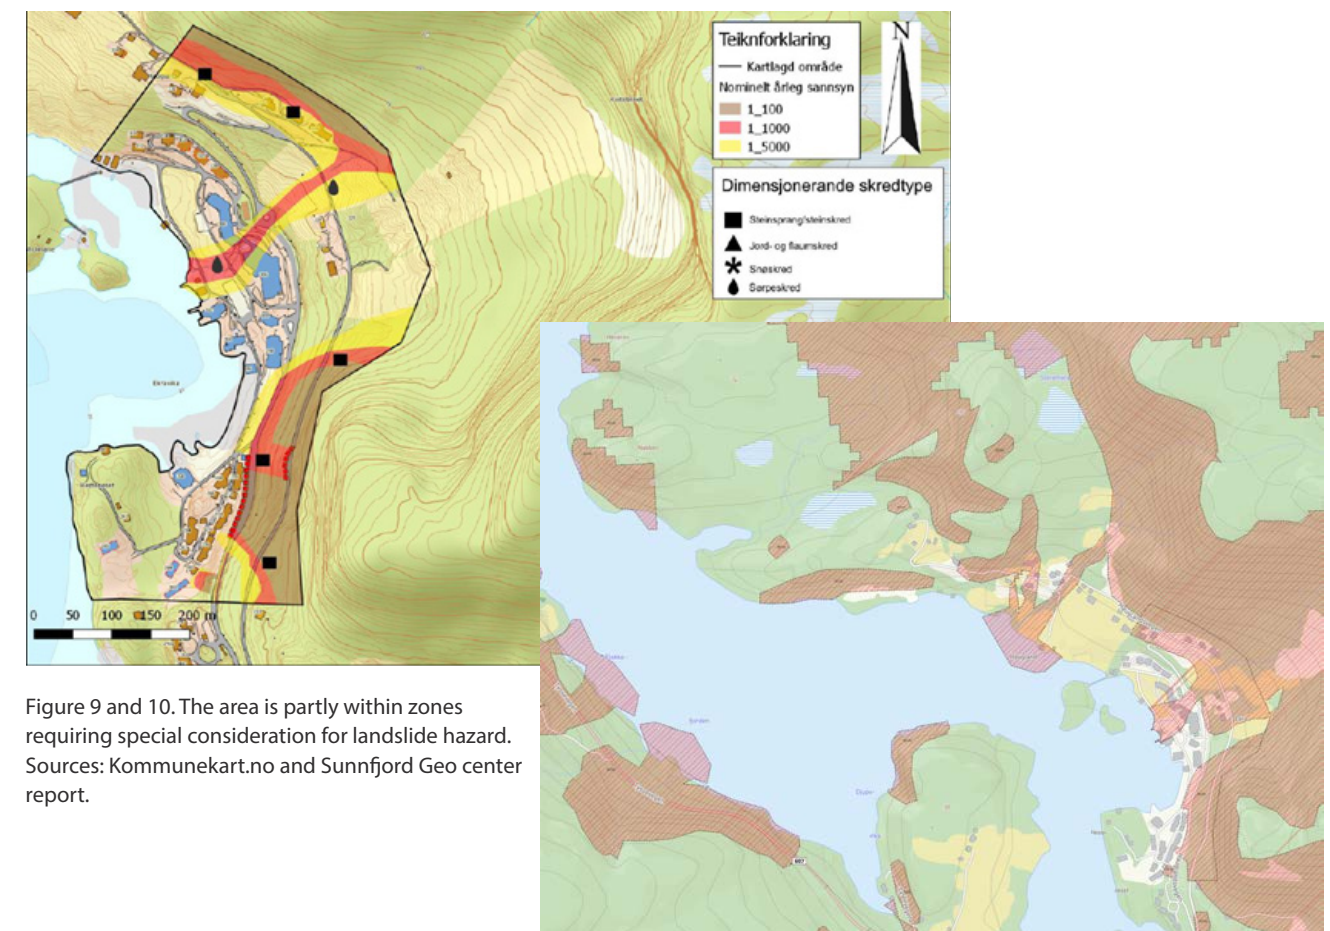 N
Teiknforklaring
Kartlagd område
Nominelt årleg sannsyn
1_100
1_1000
1_5000
Dimensjonerande skredtype
Steinsprang/steinskred
Jord- og flaumskred
Snøskred
Sørpeskred
0 50 100 150 200 m
Figure 9 and 10. The area is partly within zones
requiring special consideration for landslide hazard.
Sources: Kommunekart.no and Sunnfjord Geo center
report.